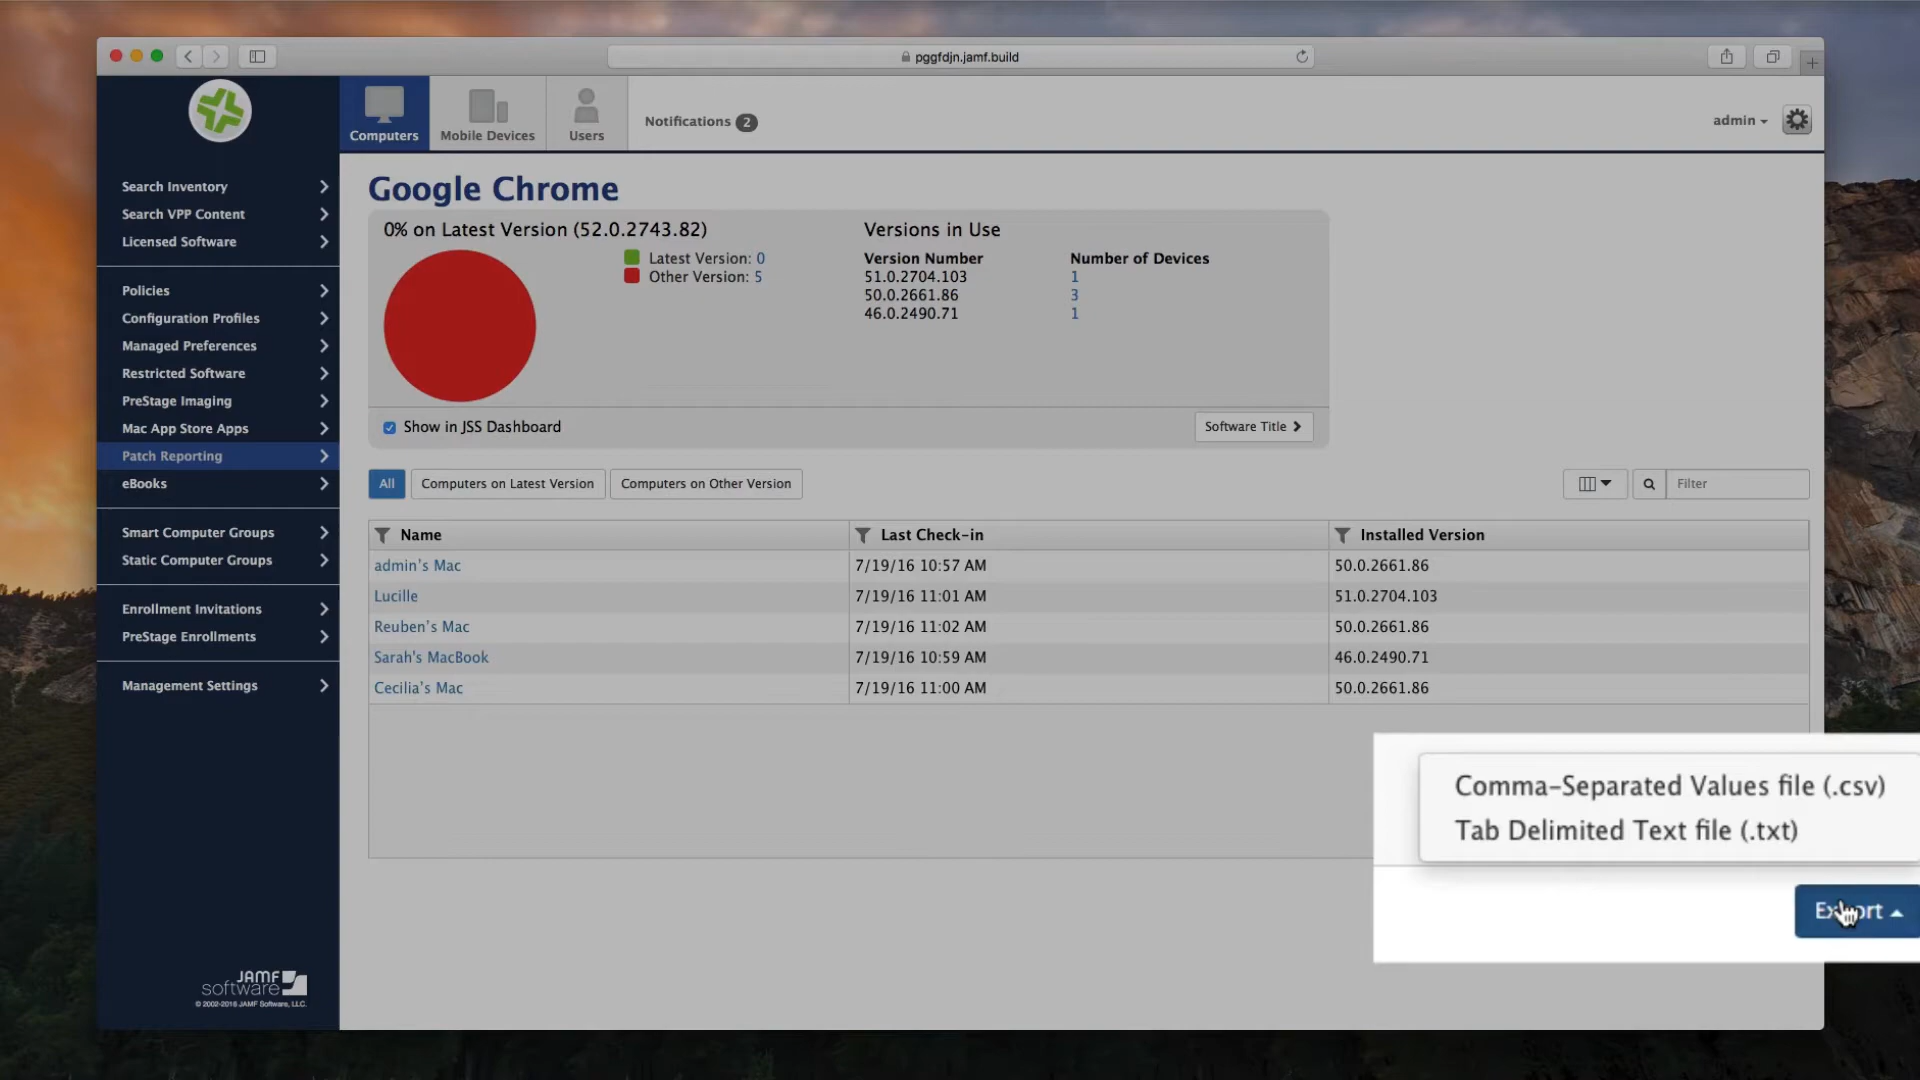 pggfdjn.jamf.build
Computers
Mobile Devices
Users
Notifications 2
admin
Search Inventory
Search VPP Content
Licensed Software
Policies
Configuration Profiles
Managed Preferences
Restricted Software
PreStage Imaging
Mac App Store Apps
Patch Reporting
eBooks
Smart Computer Groups
Static Computer Groups
Enrollment Invitations
PreStage Enrollments
Management Settings
JAMF
software
© 2002-2016 JAMF Software, LLC.
Google Chrome
0% on Latest Version (52.0.2743.82)
Latest Version: 0
Other Version: 5
Versions in Use
Version Number Number of Devices
51.0.2704.103 1
50.0.2661.86 3
46.0.2490.71 1
Show in JSS Dashboard
Software Title
All
Computers on Latest Version
Computers on Other Version
Filter
Name Last Check-in Installed Version
admin's Mac 7/19/16 10:57 AM 50.0.2661.86
Lucille 7/19/16 11:01 AM 51.0.2704.103
Reuben's Mac 7/19/16 11:02 AM 50.0.2661.86
Sarah's MacBook 7/19/16 10:59 AM 46.0.2490.71
Cecilia's Mac 7/19/16 11:00 AM 50.0.2661.86
Comma-Separated Values file (.csv)
Tab Delimited Text file (.txt)
Export